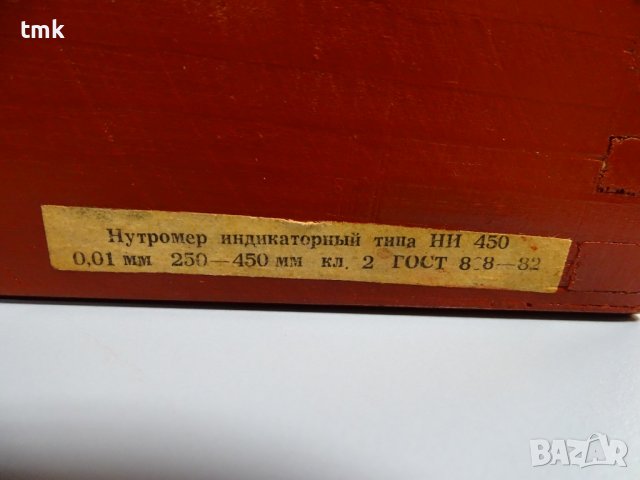 tmk
Нутромер индикаторный типа НИ 450
0,01 мм 250—450 мм кл. 2 ГОСТ
BAZAR